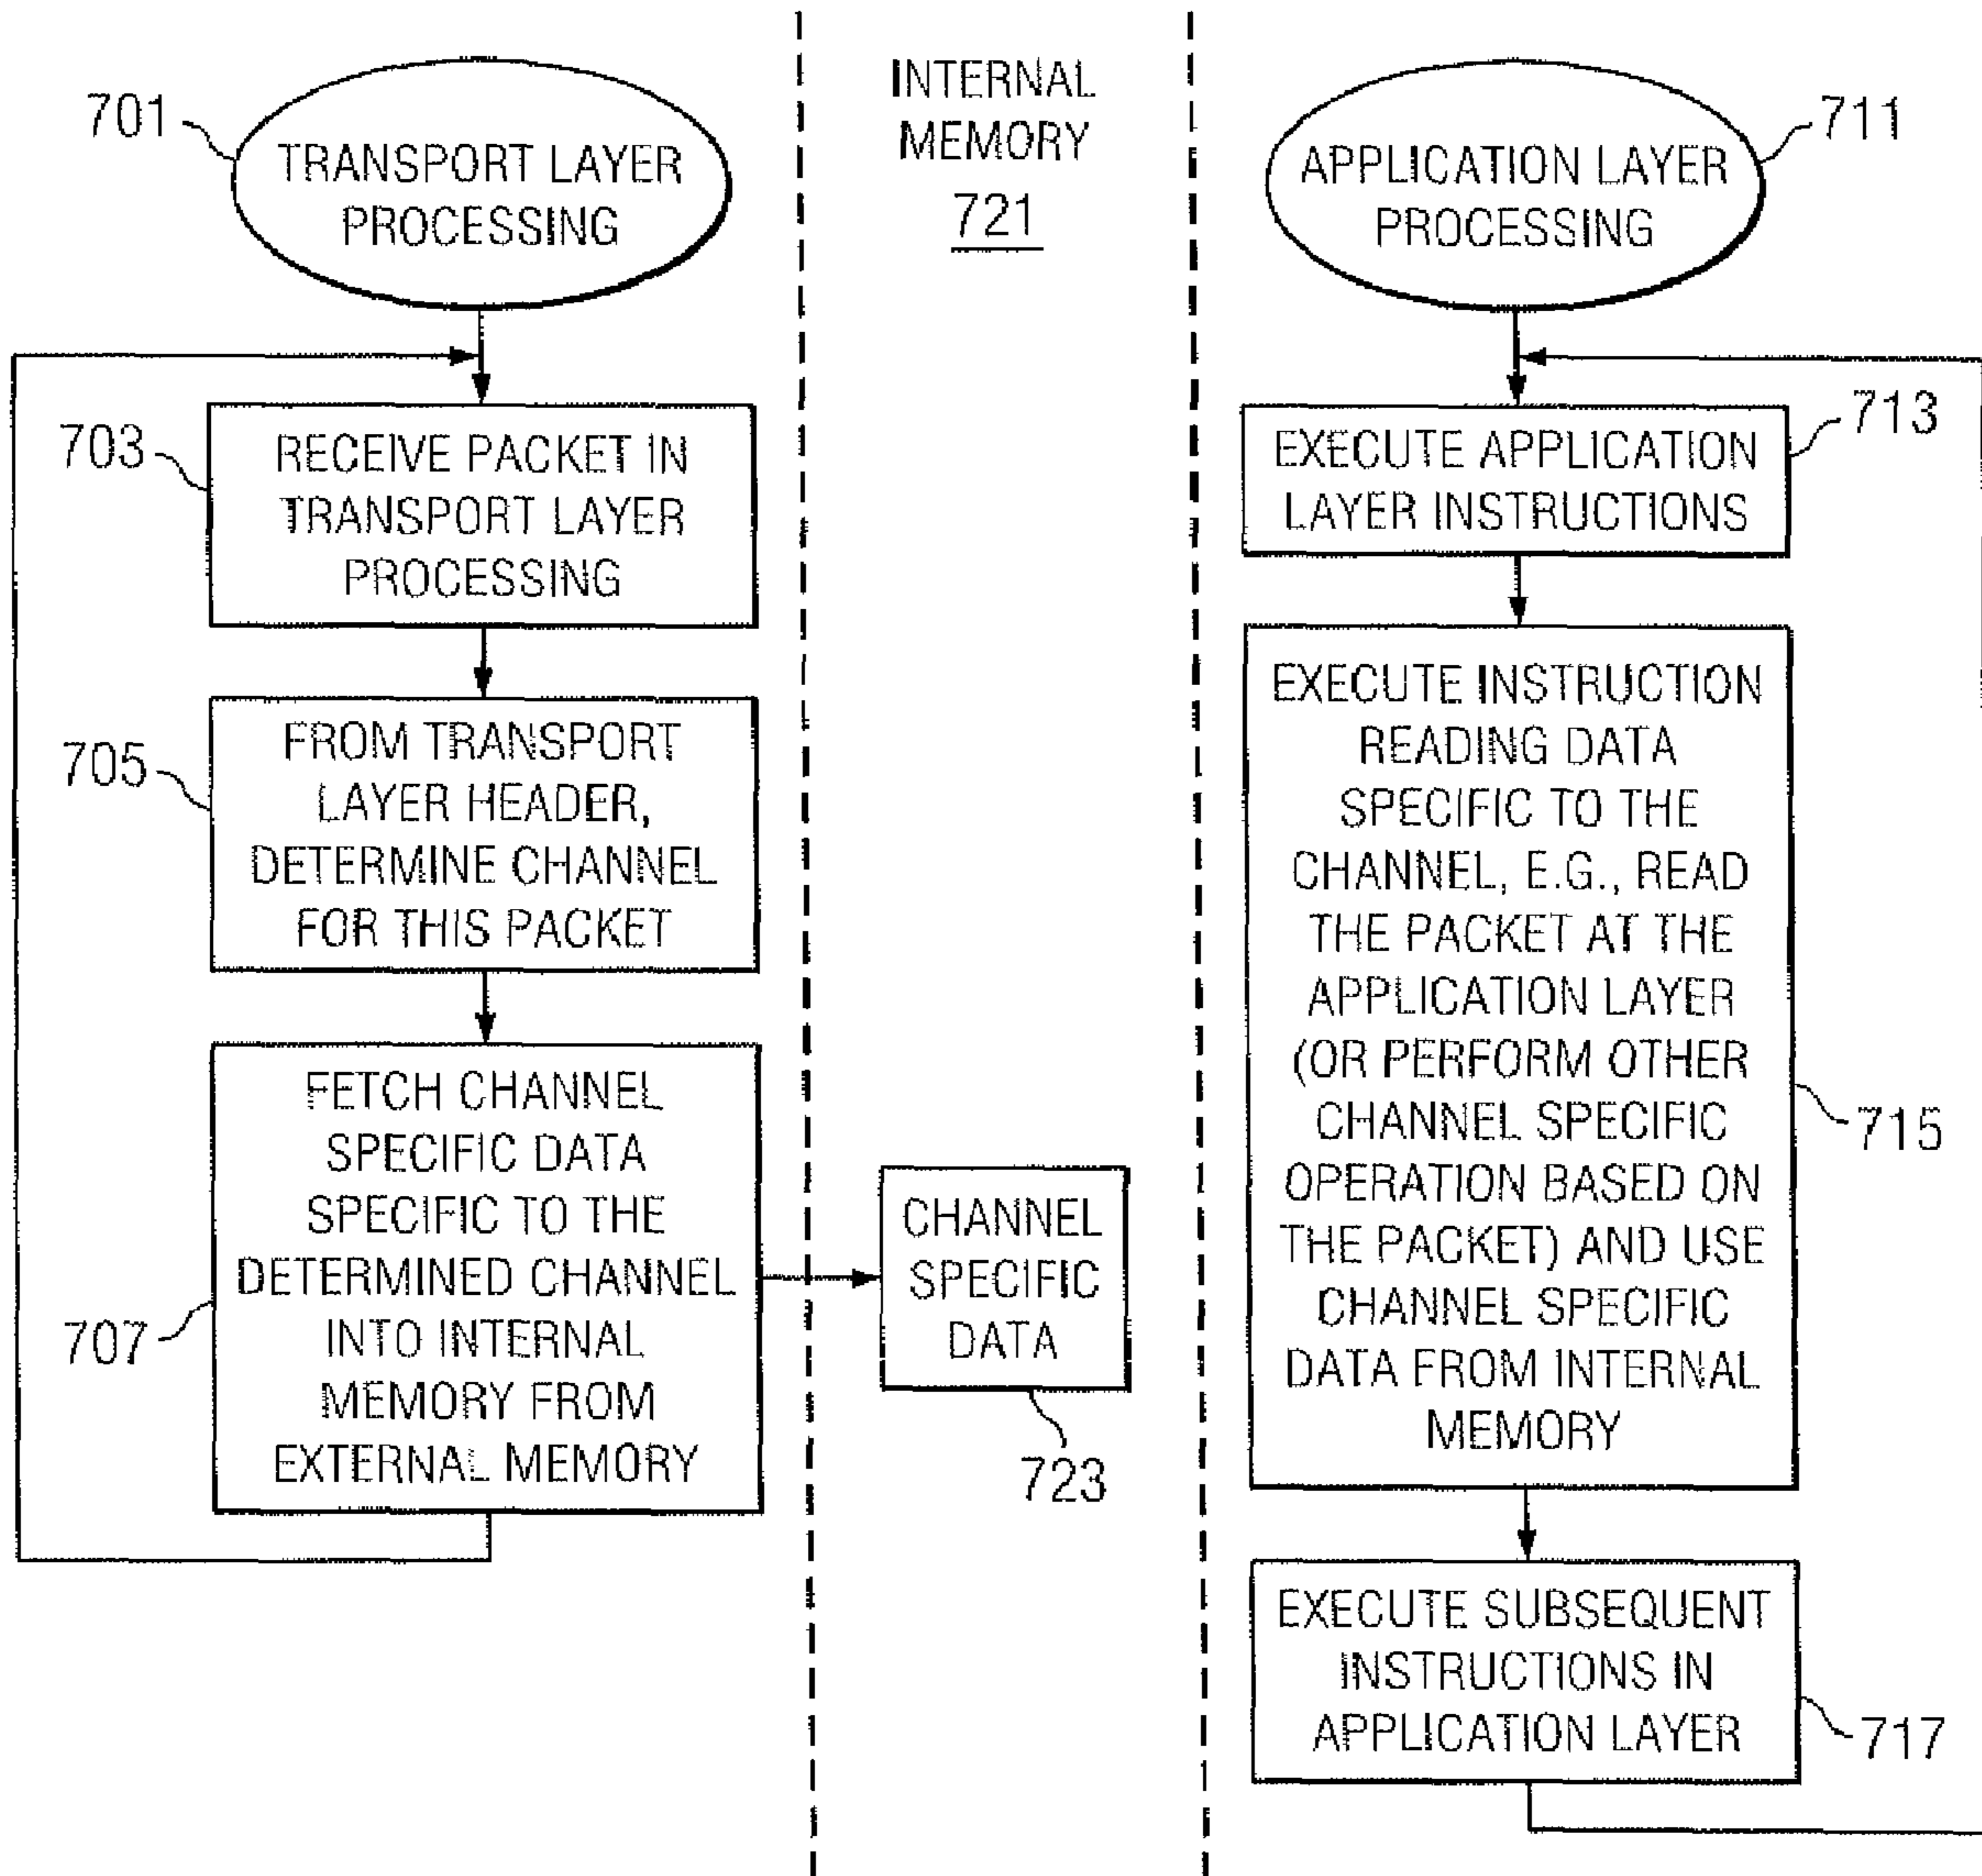 701
TRANSPORT LAYER
PROCESSING
703
RECEIVE PACKET IN
TRANSPORT LAYER
PROCESSING
705
FROM TRANSPORT
LAYER HEADER,
DETERMINE CHANNEL
FOR THIS PACKET
707
FETCH CHANNEL
SPECIFIC DATA
SPECIFIC TO THE
DETERMINED CHANNEL
INTO INTERNAL
MEMORY FROM
EXTERNAL MEMORY
INTERNAL
MEMORY
721
CHANNEL
SPECIFIC
DATA
723
APPLICATION LAYER
PROCESSING
711
EXECUTE APPLICATION
LAYER INSTRUCTIONS
713
EXECUTE INSTRUCTION
READING DATA
SPECIFIC TO THE
CHANNEL, E.G., READ
THE PACKET AT THE
APPLICATION LAYER
(OR PERFORM OTHER
CHANNEL SPECIFIC
OPERATION BASED ON
THE PACKET) AND USE
CHANNEL SPECIFIC
DATA FROM INTERNAL
MEMORY
715
EXECUTE SUBSEQUENT
INSTRUCTIONS IN
APPLICATION LAYER
717